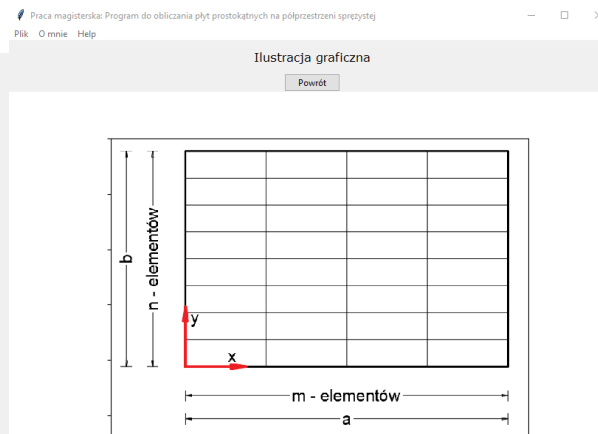 Praca magisterska: Program do obliczania płyt prostokątnych na półprzestrzeni sprężystej
Plik O mnie Help
Ilustracja graficzna
Powrót
b
n - elementów
y
x
m - elementów
a